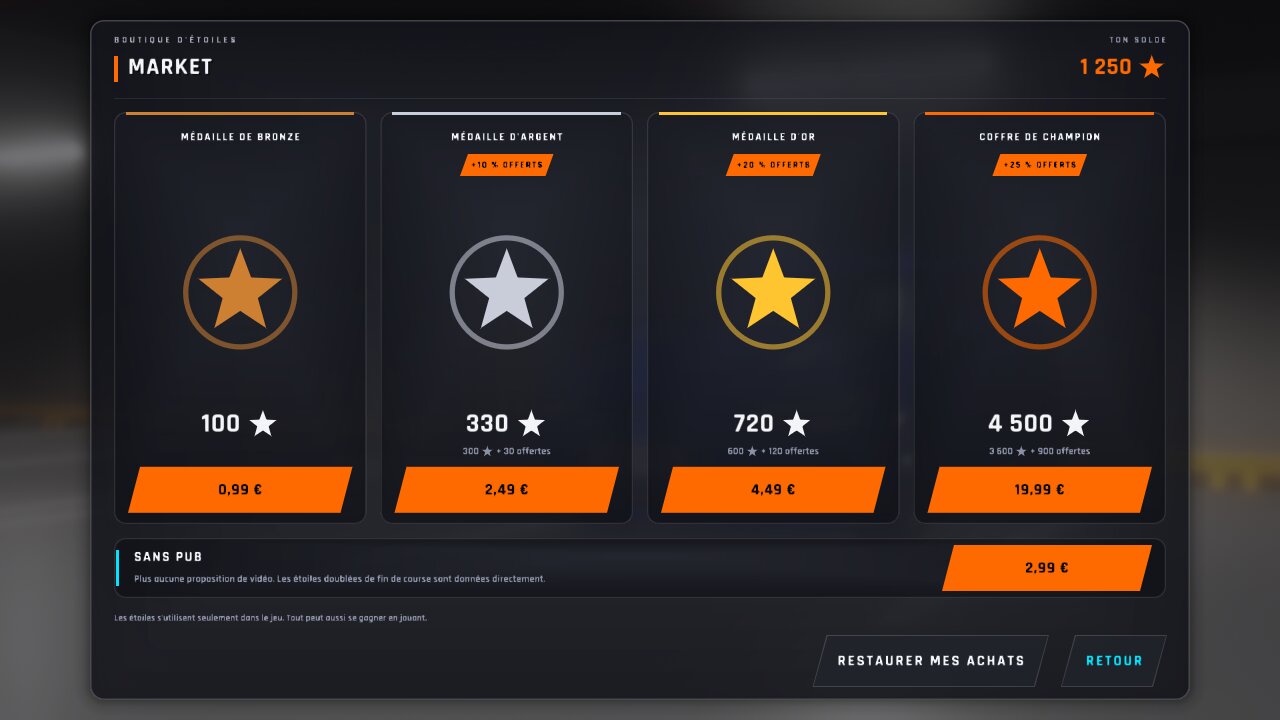 BOUTIQUE D'ÉTOILES
TON SOLDE
MARKET
1 250
MÉDAILLE DE BRONZE
100
0,99 €
MÉDAILLE D'ARGENT
+10 % OFFERTS
330
300 + 30 offertes
2,49 €
MÉDAILLE D'OR
+20 % OFFERTS
720
600 + 120 offertes
4,49 €
COFFRE DE CHAMPION
+25 % OFFERTS
4 500
3 600 + 900 offertes
19,99 €
SANS PUB
Plus aucune proposition de vidéo. Les étoiles doublées de fin de course sont données directement.
2,99 €
Les étoiles s'utilisent seulement dans le jeu. Tout peut aussi se gagner en jouant.
RESTAURER MES ACHATS
RETOUR